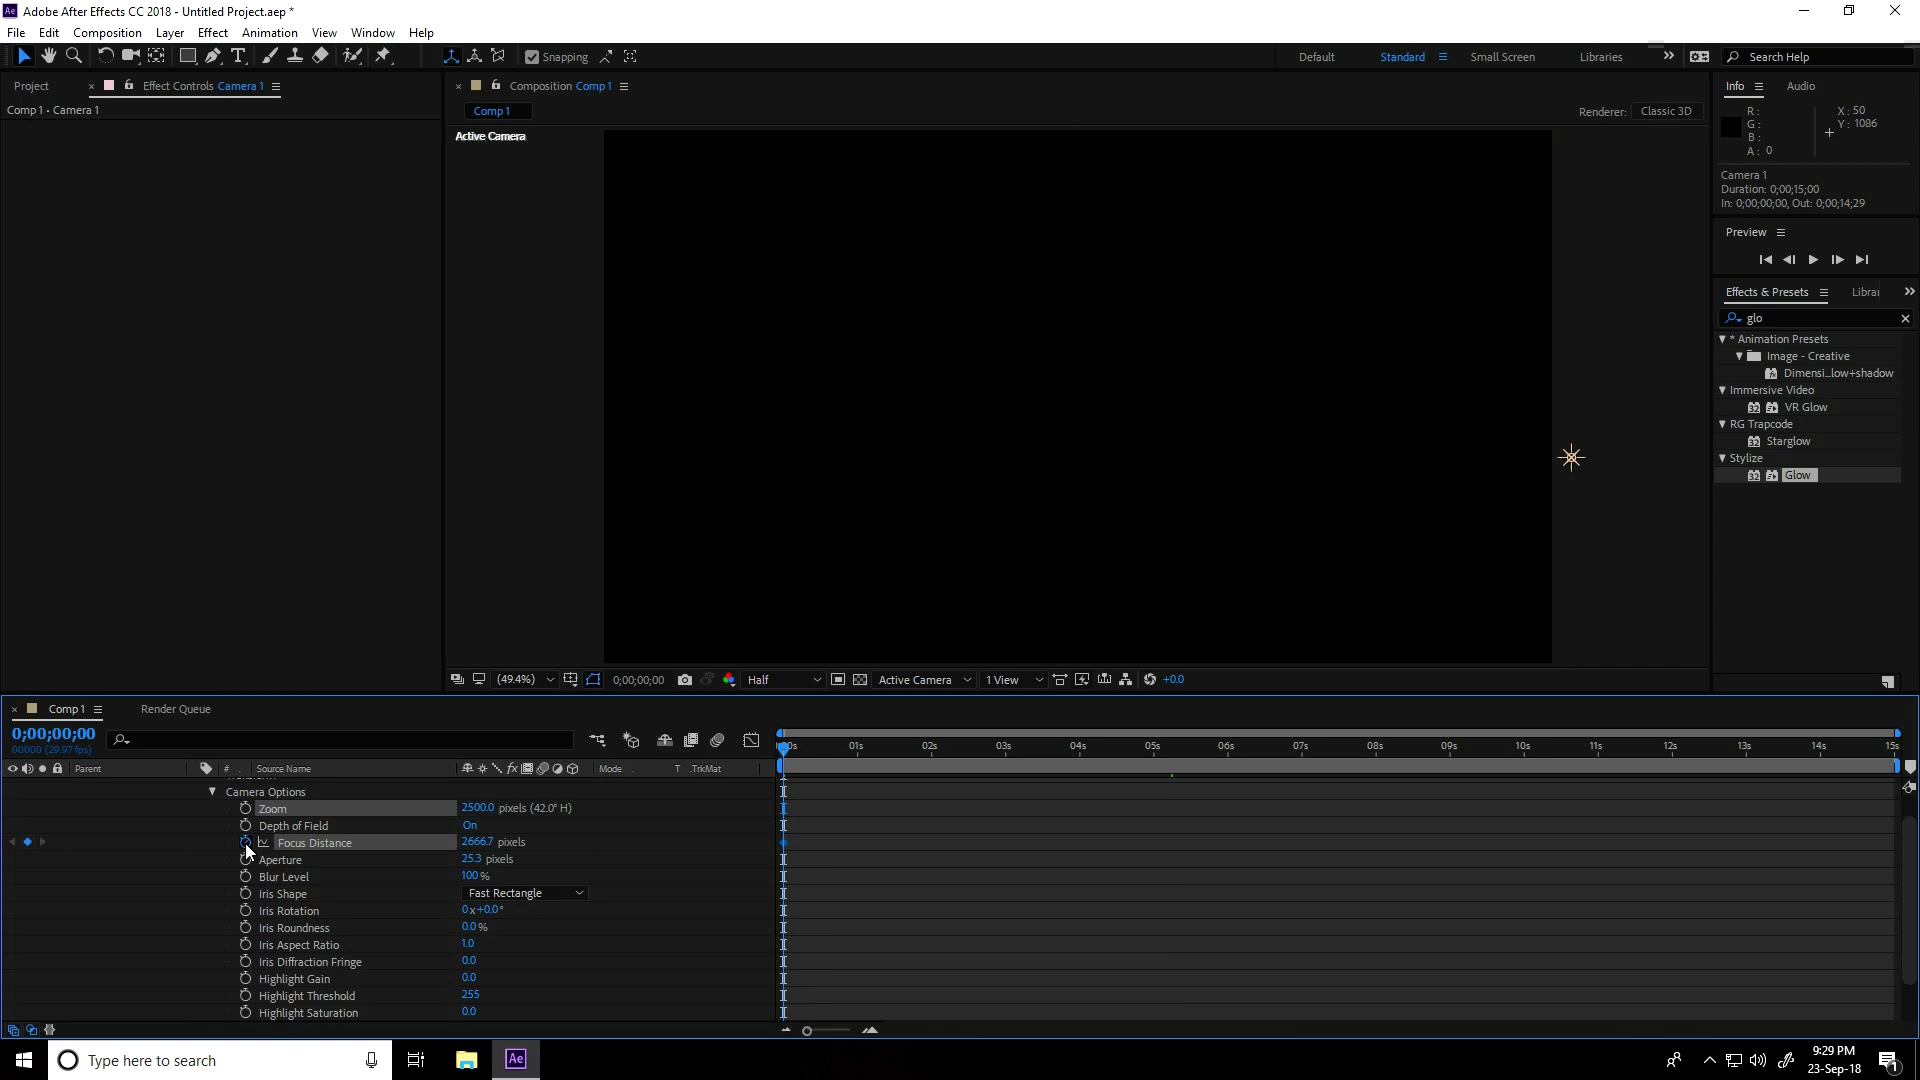 Adobe After Effects CC 2018 - Untitled Project.aep *
File Edit Composition Layer Effect Animation View Window Help
Snapping
Default Standard Small Screen Libraries Search Help
Project Effect Controls Camera 1
Comp 1 • Camera 1
Composition Comp 1
Comp 1
Renderer: Classic 3D
Active Camera
Info Audio
R:
G:
B:
A: 0
X: 50
Y: 1086
Camera 1
Duration: 0;00;15;00
In: 0;00;00;00, Out: 0;00;14;29
Preview
Effects & Presets Librar
glo
* Animation Presets
Image - Creative
Dimensi...low+shadow
Immersive Video
VR Glow
RG Trapcode
Starglow
Stylize
Glow
(49.4%) 0;00;00;00 Half Active Camera 1 View +0.0
Comp 1 Render Queue
0;00;00;00
00000 (29.97 fps)
01s 02s 03s 04s 05s 06s 07s 08s 09s 10s 11s 12s 13s 14s 15s
Parent # Source Name Mode T .TrkMat
Camera Options
Zoom 2500.0 pixels (42.0° H)
Depth of Field On
Focus Distance 2666.7 pixels
Aperture 25.3 pixels
Blur Level 100 %
Iris Shape Fast Rectangle
Iris Rotation 0x+0.0°
Iris Roundness 0.0 %
Iris Aspect Ratio 1.0
Iris Diffraction Fringe 0.0
Highlight Gain 0.0
Highlight Threshold 255
Highlight Saturation 0.0
Type here to search
9:29 PM
23-Sep-18
1